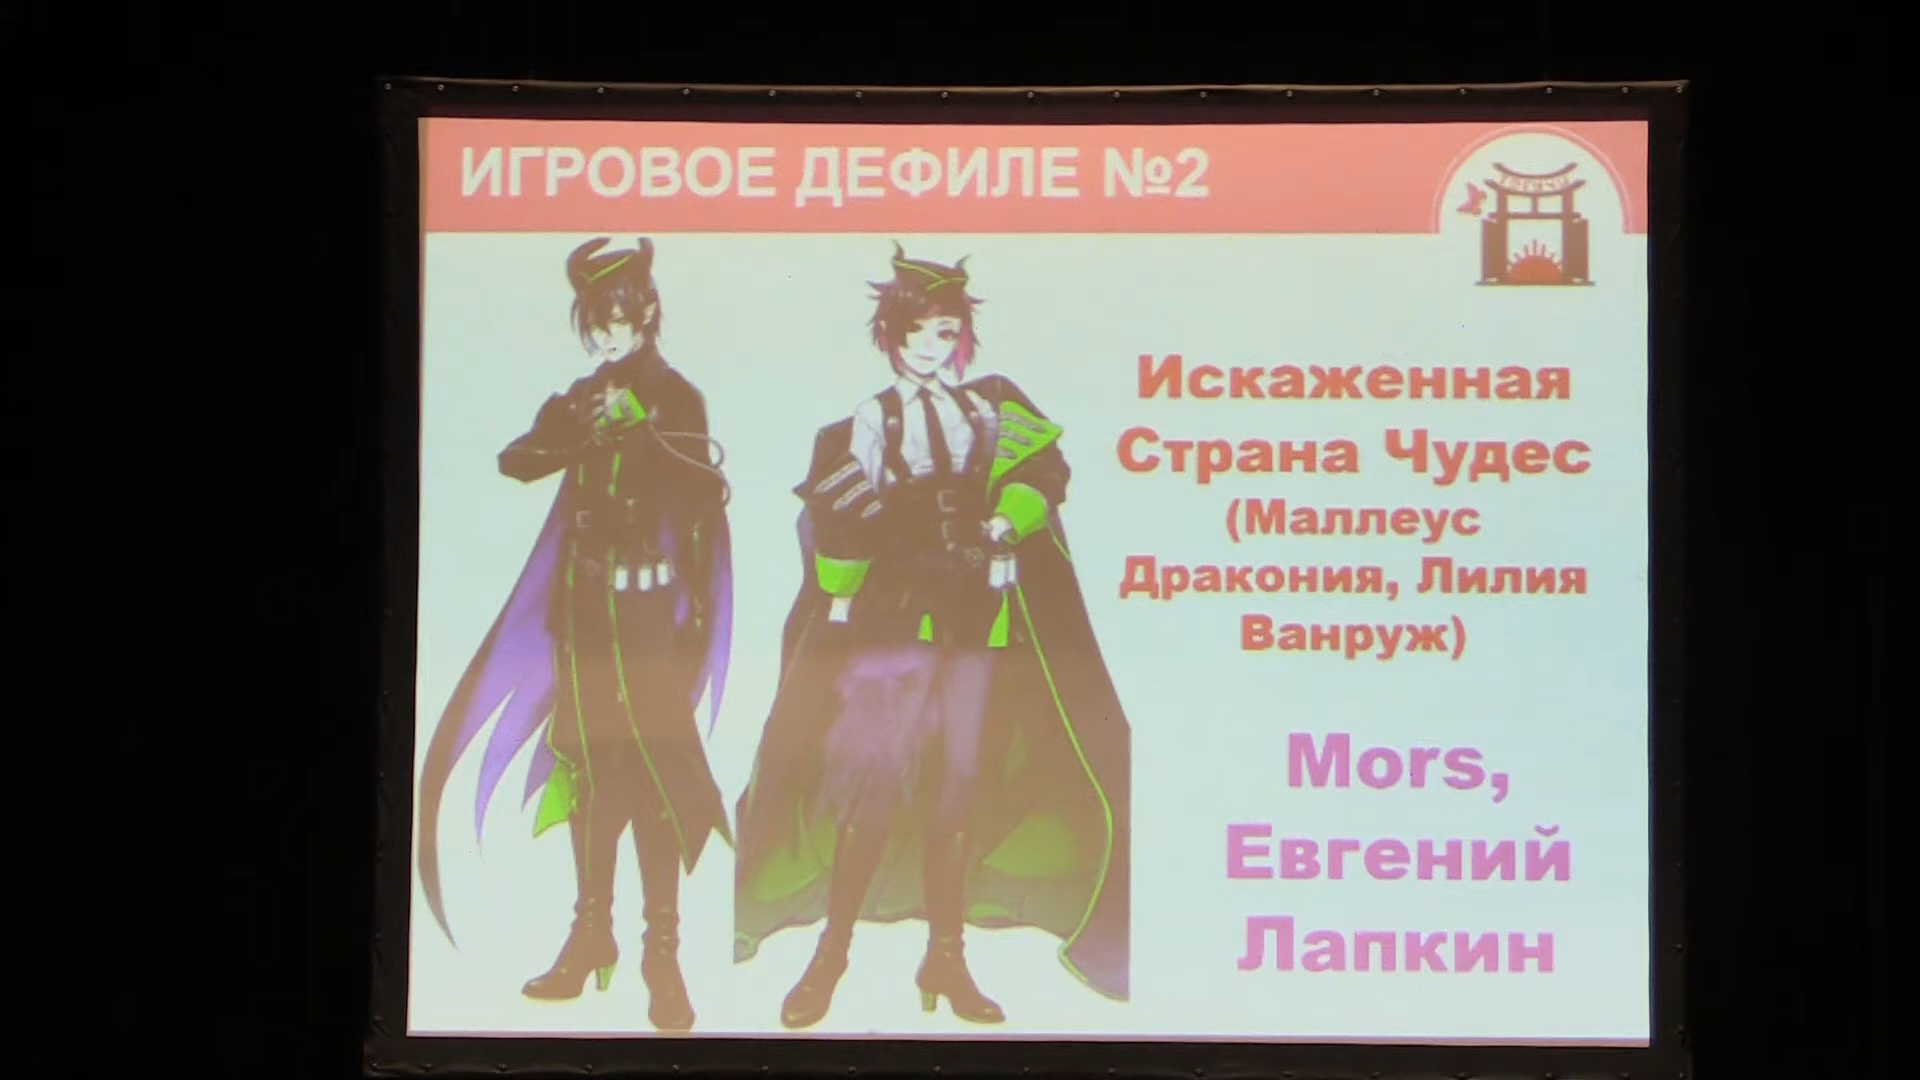 ИГРОВОЕ ДЕФИЛЕ №2
Искаженная
Страна Чудес
(Маллеус
Дракония, Лилия
Ванруж)
Mors,
Евгений
Лапкин